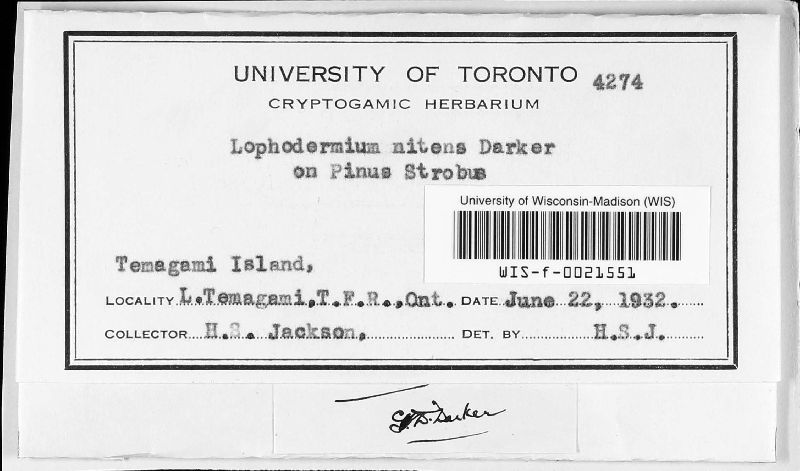 UNIVERSITY OF TORONTO 4274
CRYPTOGAMIC HERBARIUM
Lophodermium nitens Darker
on Pinus Strobus
University of Wisconsin-Madison (WIS)
WIS-f-0021551
Temagami Island,
LOCALITY L.Temagami,T.F.R.,Ont. DATE June 22, 1932.
COLLECTOR H.S. Jackson, DET. BY H.S.J.
G.D. Darker